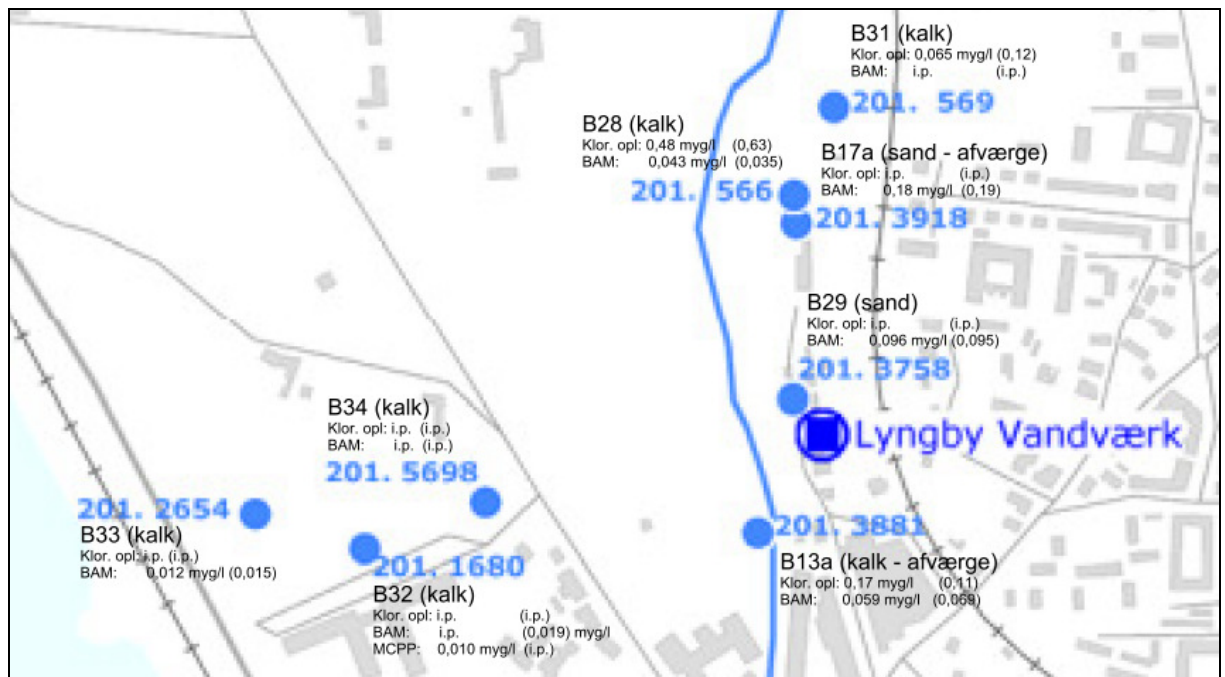 B31 (kalk)
Klor. opl: 0,065 myg/l (0,12)
BAM: i.p. (i.p.)
201. 569
B28 (kalk)
Klor. opl: 0,48 myg/l (0,63)
BAM: 0,043 myg/l (0,035)
201. 566
B17a (sand - afværge)
Klor. opl: i.p. (i.p.)
BAM: 0,18 myg/l (0,19)
201. 3918
B29 (sand)
Klor. opl: i.p. (i.p.)
BAM: 0,096 myg/l (0,095)
201. 3758
Lyngby Vandværk
B34 (kalk)
Klor. opl: i.p. (i.p.)
BAM: i.p. (i.p.)
201. 5698
201. 2654
B33 (kalk)
Klor. opl: i.p. (i.p.)
BAM: 0,012 myg/l (0,015)
201. 1680
B32 (kalk)
Klor. opl: i.p. (i.p.)
BAM: i.p. (0,019) myg/l
MCPP: 0,010 myg/l (i.p.)
201. 3881
B13a (kalk - afværge)
Klor. opl: 0,17 myg/l (0,11)
BAM: 0,059 myg/l (0,069)